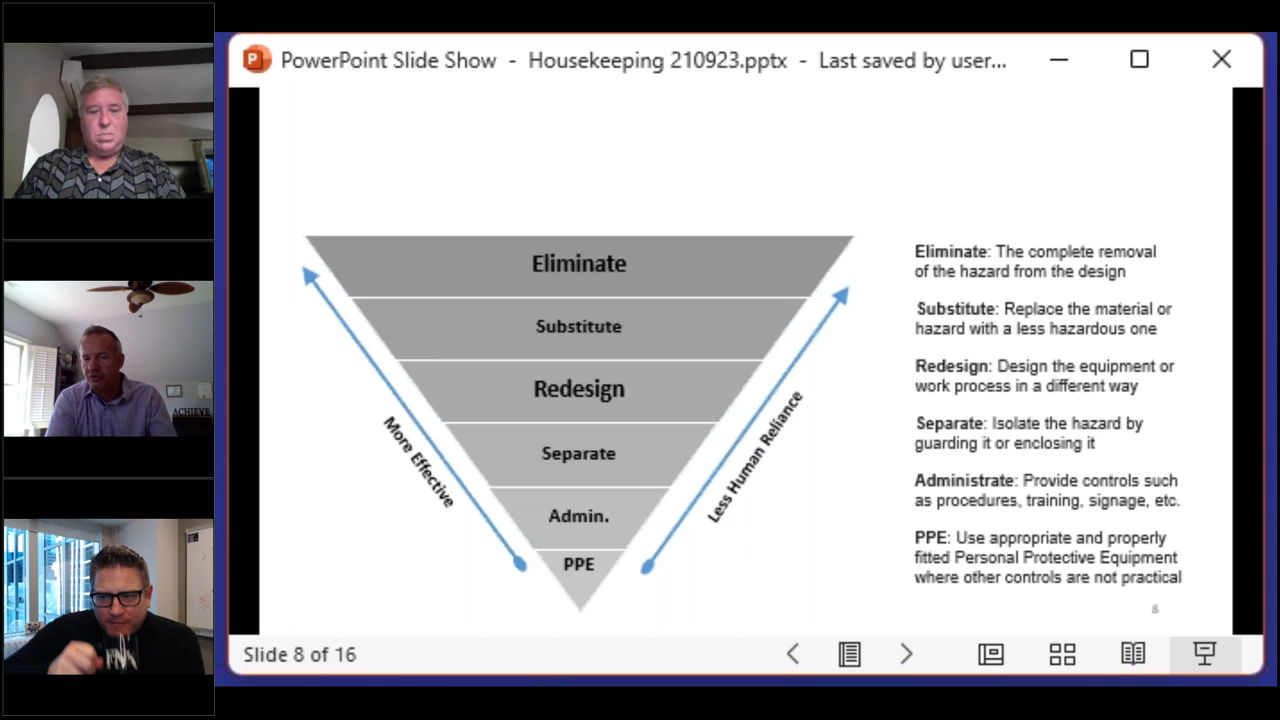 PowerPoint Slide Show - Housekeeping 210923.pptx - Last saved by user...
Eliminate
Substitute
Redesign
Separate
Admin.
PPE
More Effective
Less Human Reliance
Eliminate: The complete removal
of the hazard from the design
Substitute: Replace the material or
hazard with a less hazardous one
Redesign: Design the equipment or
work process in a different way
Separate: Isolate the hazard by
guarding it or enclosing it
Administrate: Provide controls such
as procedures, training, signage, etc.
PPE: Use appropriate and properly
fitted Personal Protective Equipment
where other controls are not practical
8
Slide 8 of 16
ACHIEVE